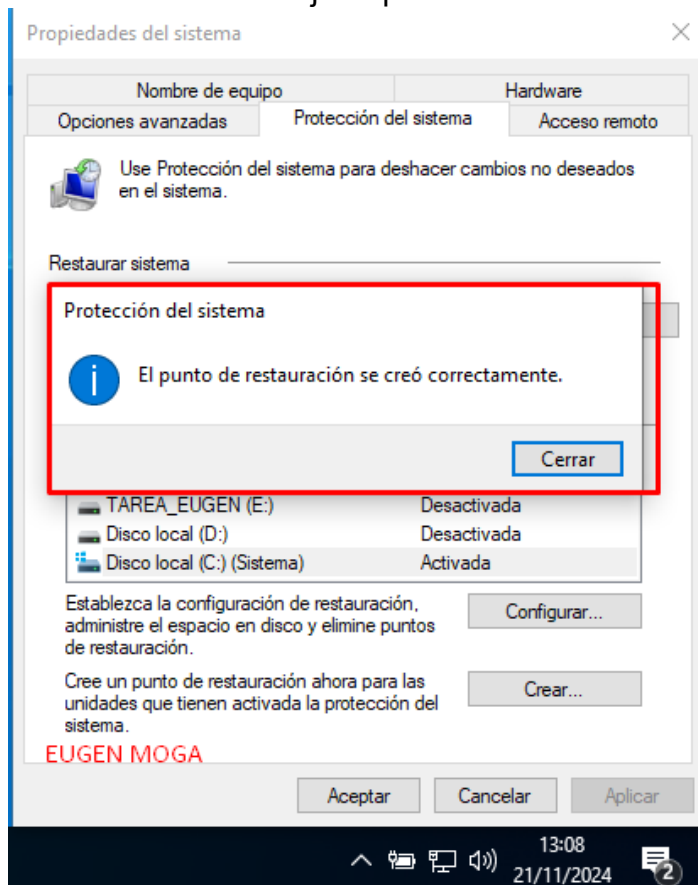 Propiedades del sistema
Nombre de equipo
Hardware
Opciones avanzadas
Protección del sistema
Acceso remoto
Use Protección del sistema para deshacer cambios no deseados
en el sistema.
Restaurar sistema
Protección del sistema
El punto de restauración se creó correctamente.
Cerrar
TAREA_EUGEN (E:) Desactivada
Disco local (D:) Desactivada
Disco local (C:) (Sistema) Activada
Establezca la configuración de restauración,
administre el espacio en disco y elimine puntos
de restauración.
Configurar...
Cree un punto de restauración ahora para las
unidades que tienen activada la protección del
sistema.
Crear...
EUGEN MOGA
Aceptar
Cancelar
Aplicar
13:08
21/11/2024
2